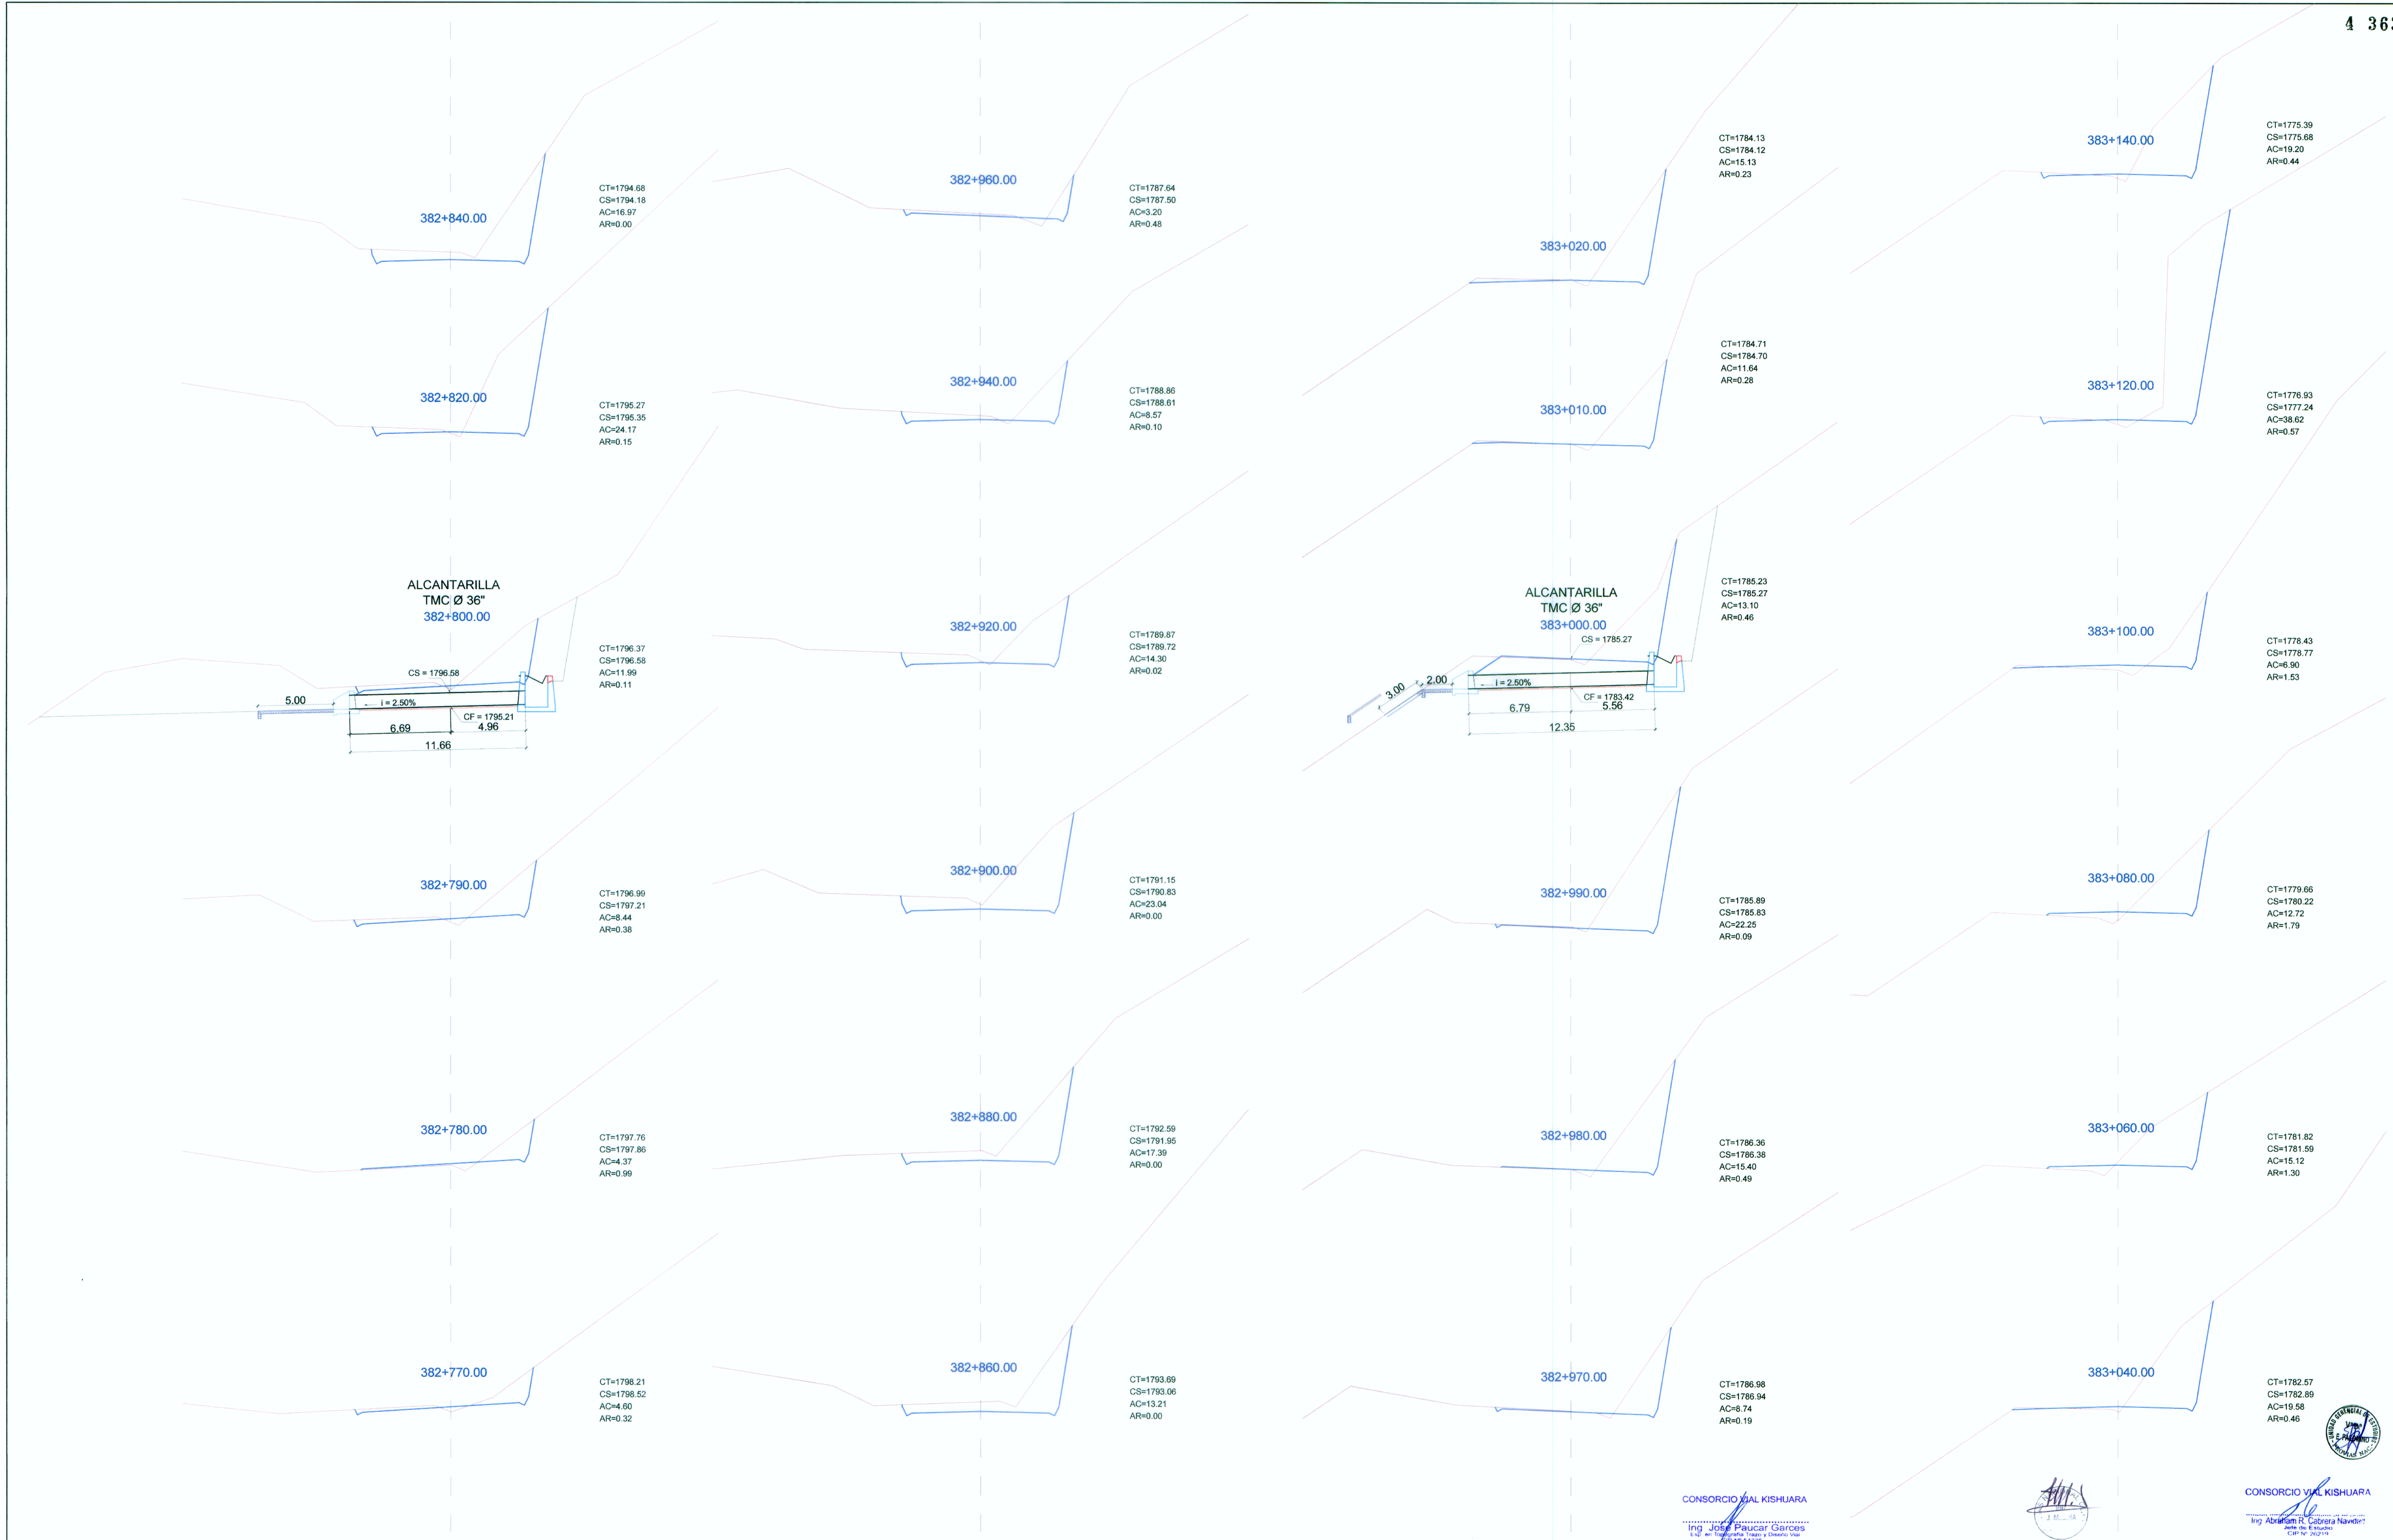 4 363
382+840.00
CT=1794.68
CS=1794.18
AC=16.97
AR=0.00
382+820.00
CT=1795.27
CS=1795.35
AC=24.17
AR=0.15
ALCANTARILLA
TMC Ø 36"
382+800.00
CT=1796.37
CS=1796.58
AC=11.99
AR=0.11
CS = 1796.58
5.00
i = 2.50%
CF = 1795.21
6.69
4.96
11.66
382+790.00
CT=1796.99
CS=1797.21
AC=8.44
AR=0.38
382+780.00
CT=1797.76
CS=1797.86
AC=4.37
AR=0.99
382+770.00
CT=1798.21
CS=1798.52
AC=4.60
AR=0.32
382+960.00
CT=1787.64
CS=1787.50
AC=3.20
AR=0.48
382+940.00
CT=1788.86
CS=1788.61
AC=8.57
AR=0.10
382+920.00
CT=1789.87
CS=1789.72
AC=14.30
AR=0.02
382+900.00
CT=1791.15
CS=1790.83
AC=23.04
AR=0.00
382+880.00
CT=1792.59
CS=1791.95
AC=17.39
AR=0.00
382+860.00
CT=1793.69
CS=1793.06
AC=13.21
AR=0.00
383+020.00
CT=1784.13
CS=1784.12
AC=15.13
AR=0.23
383+010.00
CT=1784.71
CS=1784.70
AC=11.64
AR=0.28
ALCANTARILLA
TMC Ø 36"
383+000.00
CT=1785.23
CS=1785.27
AC=13.10
AR=0.46
CS = 1785.27
3.00
2.00
i = 2.50%
CF = 1783.42
6.79
5.56
12.35
382+990.00
CT=1785.89
CS=1785.83
AC=22.25
AR=0.09
382+980.00
CT=1786.36
CS=1786.38
AC=15.40
AR=0.49
382+970.00
CT=1786.98
CS=1786.94
AC=8.74
AR=0.19
383+140.00
CT=1775.39
CS=1775.68
AC=19.20
AR=0.44
383+120.00
CT=1776.93
CS=1777.24
AC=38.62
AR=0.57
383+100.00
CT=1778.43
CS=1778.77
AC=6.90
AR=1.53
383+080.00
CT=1779.66
CS=1780.22
AC=12.72
AR=1.79
383+060.00
CT=1781.82
CS=1781.59
AC=15.12
AR=1.30
383+040.00
CT=1782.57
CS=1782.89
AC=19.58
AR=0.46
UNIDAD GERENCIAL DE ESTUDIOS
PROVIAS NAC
CONSORCIO VIAL KISHUARA
Ing José Paucar Garces
Esp. en Topografía Trazo y Diseño Vial
CONSORCIO VIAL KISHUARA
Ing Abraham R. Cabrera Navidad
Jefe de Estudio
CIP Nº 26219